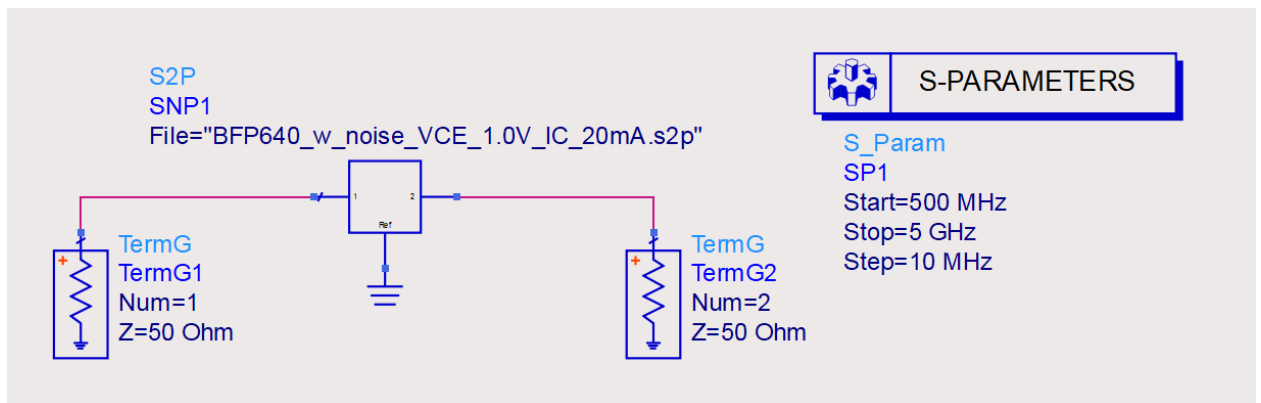 S2P
SNP1
File="BFP640_w_noise_VCE_1.0V_IC_20mA.s2p"
1
2
Ref
+
TermG
TermG1
Num=1
Z=50 Ohm
+
TermG
TermG2
Num=2
Z=50 Ohm
S-PARAMETERS
S_Param
SP1
Start=500 MHz
Stop=5 GHz
Step=10 MHz